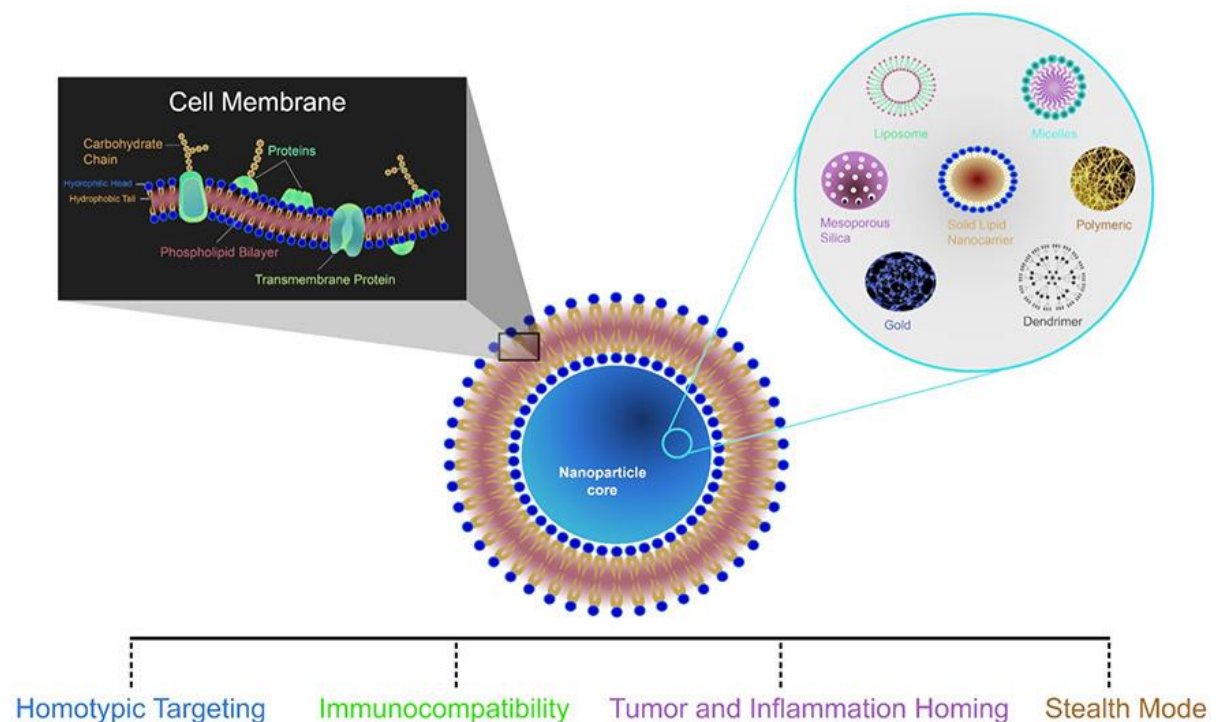 Cell Membrane
Carbohydrate
Chain
Proteins
Hydrophilic Head
Hydrophobic Tail
Phospholipid Bilayer
Transmembrane Protein
Liposome
Micelles
Mesoporous
Silica
Solid Lipid
Nanocarrier
Polymeric
Gold
Dendrimer
Nanoparticle
core
Homotypic Targeting
Immunocompatibility
Tumor and Inflammation Homing
Stealth Mode